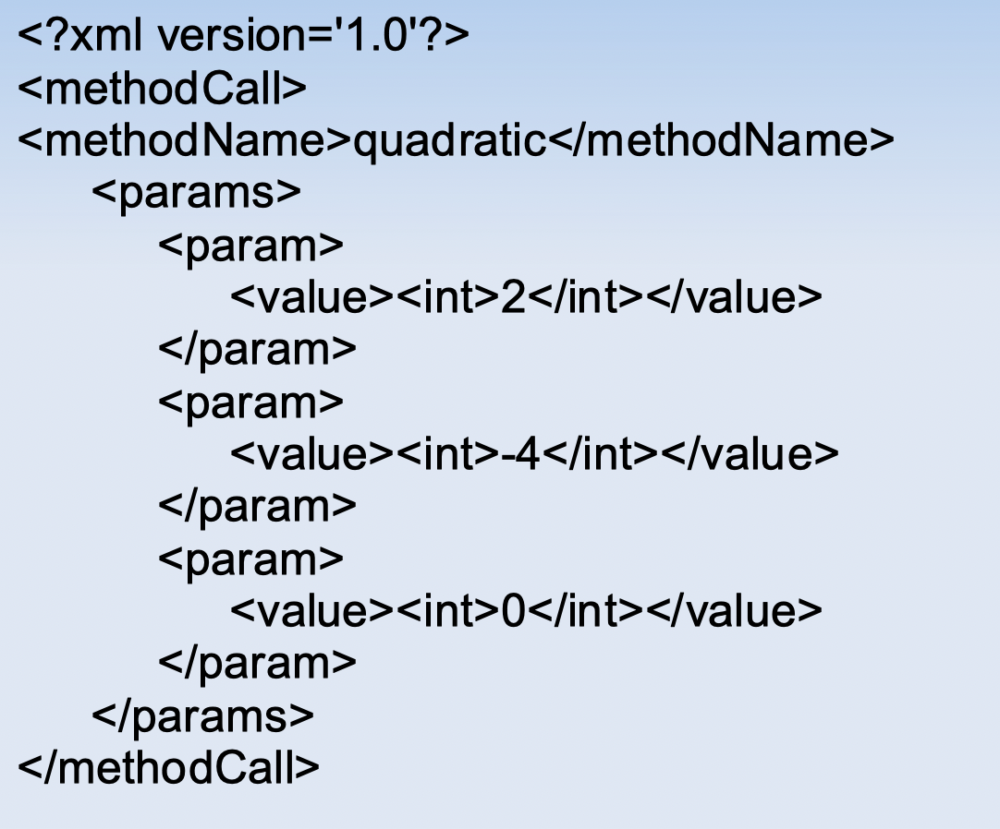 <?xml version='1.0'?>
<methodCall>
<methodName>quadratic</methodName>
<params>
<param>
<value><int>2</int></value>
</param>
<param>
<value><int>-4</int></value>
</param>
<param>
<value><int>0</int></value>
</param>
</params>
</methodCall>